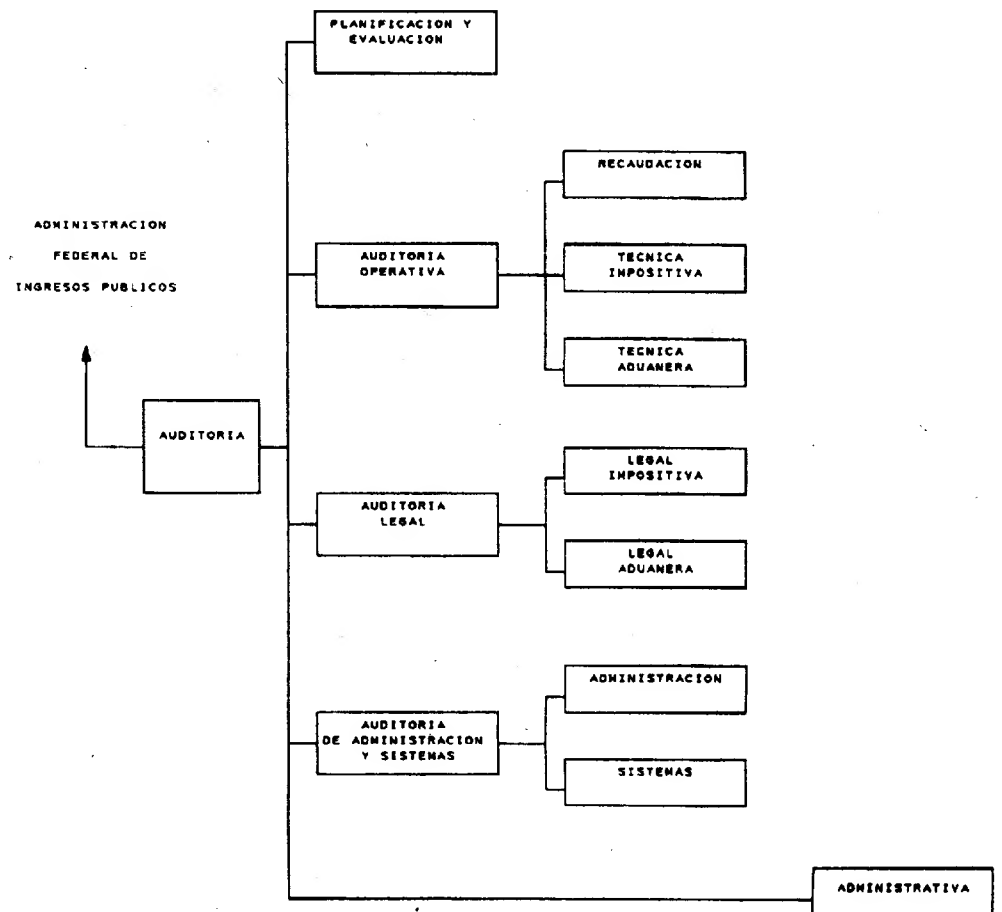 PLANIFICACION Y
EVALUACION
RECAUDACION
ADMINISTRACION
FEDERAL DE
INGRESOS PUBLICOS
AUDITORIA
OPERATIVA
TECNICA
IMPOSITIVA
TECNICA
ADUANERA
AUDITORIA
LEGAL
IMPOSITIVA
AUDITORIA
LEGAL
LEGAL
ADUANERA
ADMINISTRACION
AUDITORIA
DE ADMINISTRACION
Y SISTEMAS
SISTEMAS
ADMINISTRATIVA